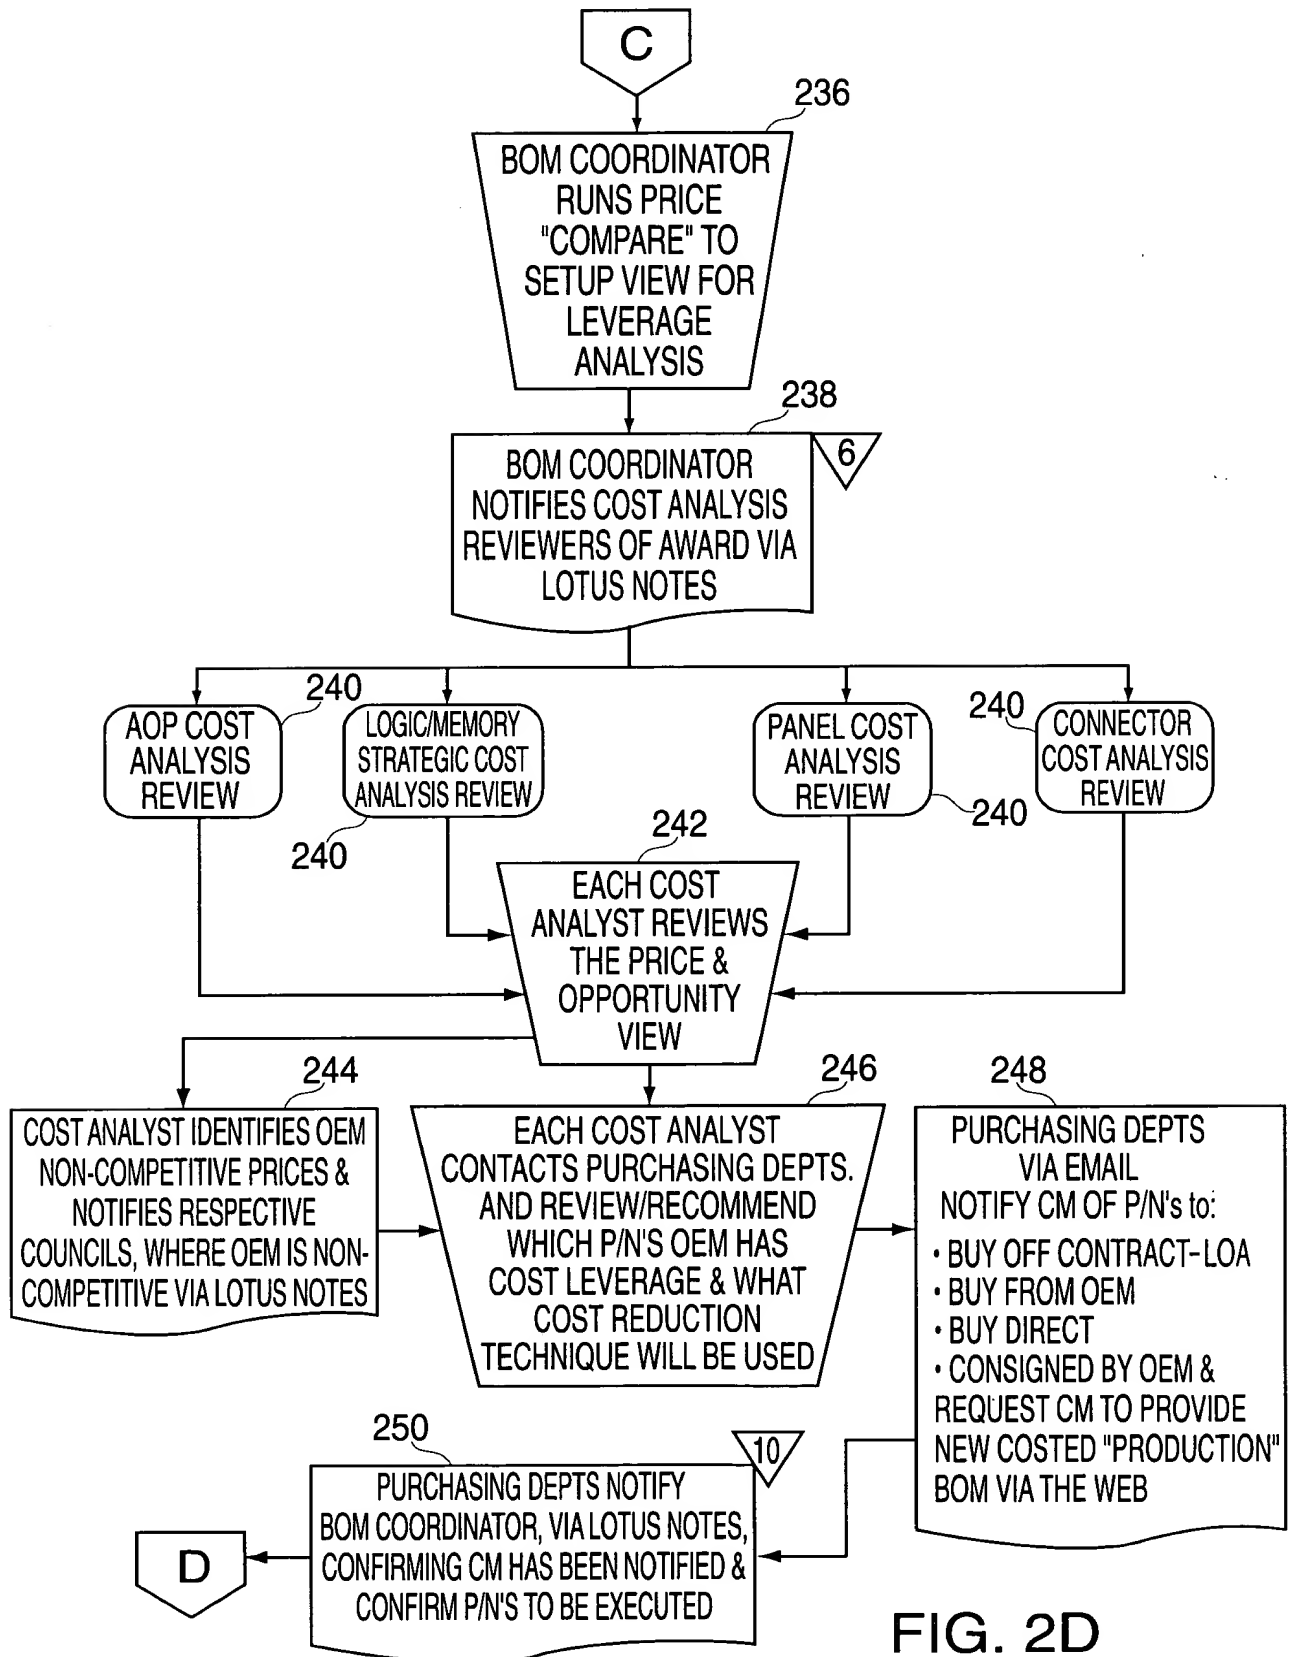 C
236
BOM COORDINATOR
RUNS PRICE
"COMPARE" TO
SETUP VIEW FOR
LEVERAGE
ANALYSIS
238
6
BOM COORDINATOR
NOTIFIES COST ANALYSIS
REVIEWERS OF AWARD VIA
LOTUS NOTES
240
AOP COST
ANALYSIS
REVIEW
LOGIC/MEMORY
STRATEGIC COST
ANALYSIS REVIEW
240
PANEL COST
ANALYSIS
REVIEW
240
240
CONNECTOR
COST ANALYSIS
REVIEW
242
EACH COST
ANALYST REVIEWS
THE PRICE &
OPPORTUNITY
VIEW
244
COST ANALYST IDENTIFIES OEM
NON-COMPETITIVE PRICES &
NOTIFIES RESPECTIVE
COUNCILS, WHERE OEM IS NON-
COMPETITIVE VIA LOTUS NOTES
246
EACH COST ANALYST
CONTACTS PURCHASING DEPTS.
AND REVIEW/RECOMMEND
WHICH P/N'S OEM HAS
COST LEVERAGE & WHAT
COST REDUCTION
TECHNIQUE WILL BE USED
248
PURCHASING DEPTS
VIA EMAIL
NOTIFY CM OF P/N's to:
• BUY OFF CONTRACT-LOA
• BUY FROM OEM
• BUY DIRECT
• CONSIGNED BY OEM &
REQUEST CM TO PROVIDE
NEW COSTED "PRODUCTION"
BOM VIA THE WEB
250
10
PURCHASING DEPTS NOTIFY
BOM COORDINATOR, VIA LOTUS NOTES,
CONFIRMING CM HAS BEEN NOTIFIED &
CONFIRM P/N'S TO BE EXECUTED
D
FIG. 2D